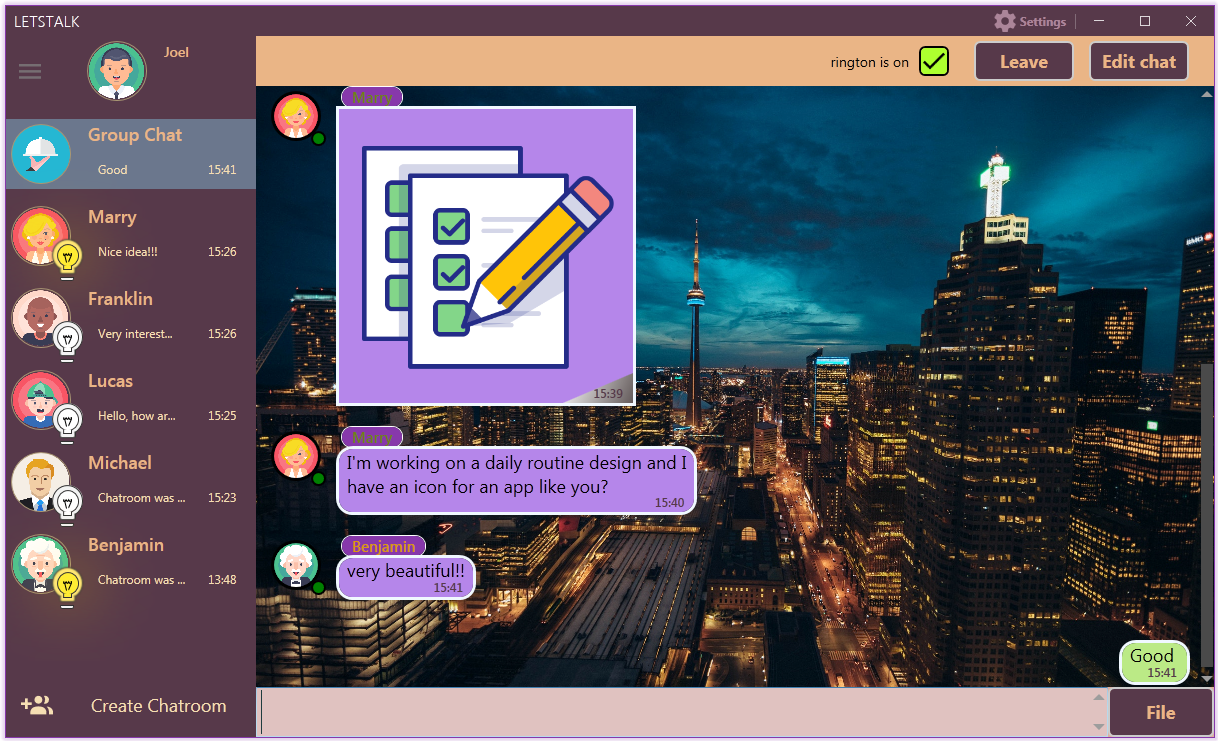 LETSTALK
Settings
Joel
Group Chat
Good
15:41
Marry
Nice idea!!!
15:26
Franklin
Very interest...
15:26
Lucas
Hello, how ar...
15:25
Michael
Chatroom was ...
15:23
Benjamin
Chatroom was ...
13:48
Create Chatroom
rington is on
Leave
Edit chat
Marry
15:39
Marry
I'm working on a daily routine design and I
have an icon for an app like you?
15:40
Benjamin
very beautiful!!
15:41
BMO
Good
15:41
File